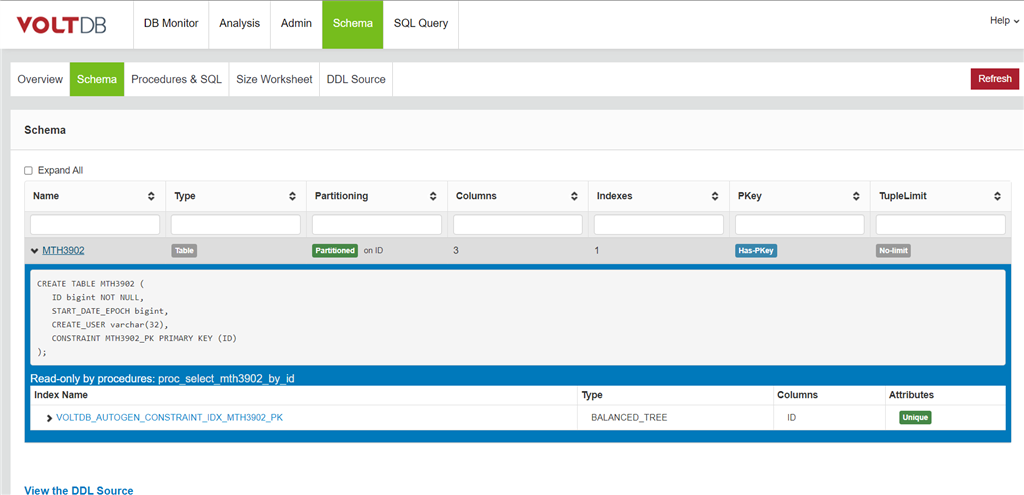 VOLTDB DB Monitor Analysis Admin Schema SQL Query Help
Overview Schema Procedures & SQL Size Worksheet DDL Source Refresh
Schema
Expand All
Name Type Partitioning Columns Indexes PKey TupleLimit
MTH3902 Table Partitioned on ID 3 1 Has-PKey No-limit
CREATE TABLE MTH3902 (
ID bigint NOT NULL,
START_DATE_EPOCH bigint,
CREATE_USER varchar(32),
CONSTRAINT MTH3902_PK PRIMARY KEY (ID)
);
Read-only by procedures: proc_select_mth3902_by_id
Index Name Type Columns Attributes
VOLTDB_AUTOGEN_CONSTRAINT_IDX_MTH3902_PK BALANCED_TREE ID Unique
View the DDL Source